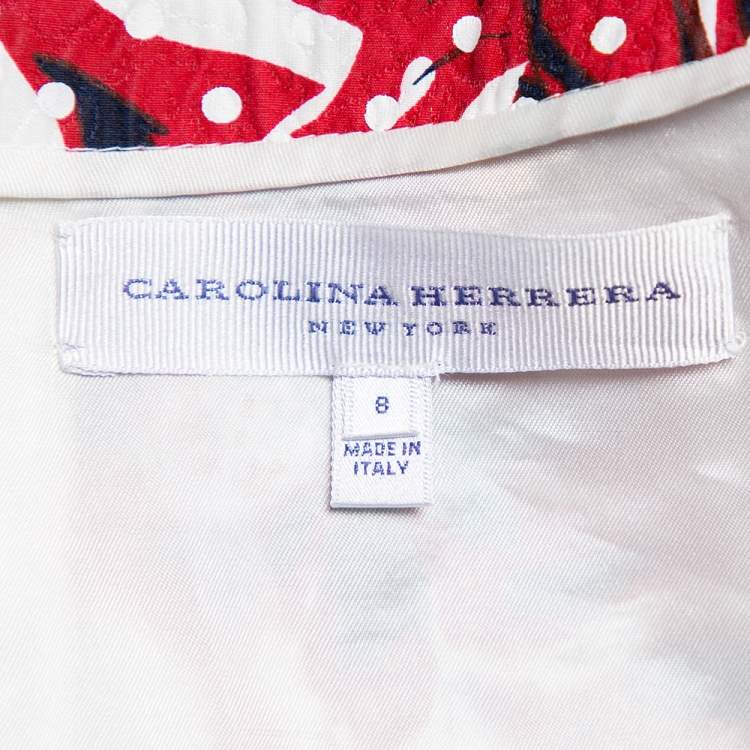 CAROLINA HERRERA
NEW YORK
8
MADE IN
ITALY